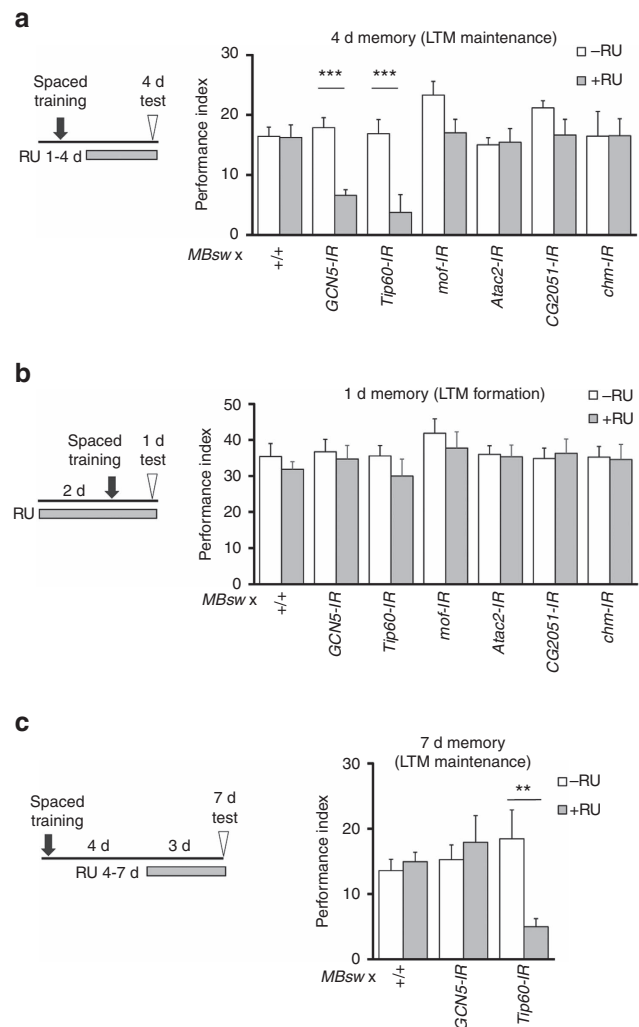 a
4 d memory (LTM maintenance)
Spaced
training
4 d
test
RU 1-4 d
Performance index
30
20
10
0
*** ***
–RU
+RU
MBsw x
+/+
GCN5-IR
Tip60-IR
mof-IR
Atac2-IR
CG2051-IR
chm-IR
b
1 d memory (LTM formation)
Spaced
training
1 d
test
2 d
RU
Performance index
50
40
30
20
10
0
–RU
+RU
MBsw x
+/+
GCN5-IR
Tip60-IR
mof-IR
Atac2-IR
CG2051-IR
chm-IR
c
7 d memory
(LTM maintenance)
Spaced
training
7 d
test
4 d 3 d
RU 4-7 d
Performance index
30
20
10
0
**
–RU
+RU
MBsw x
+/+
GCN5-IR
Tip60-IR